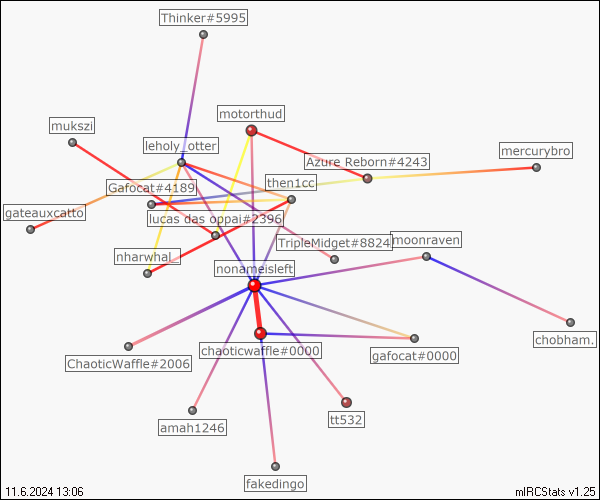 Thinker#5995
motorthud
mukszi
leholy_otter
mercurybro
Azure Reborn#4243
then1cc
Gafocat#4189
gateauxcatto
lucas das oppai#2396
TripleMidget#8824
moonraven
nharwhal_
nonameisleft
chobham.
chaoticwaffle#0000
gafocat#0000
ChaoticWaffle#2006
tt532
amah1246
fakedingo
11.6.2024 13:06
mIRCStats v1.25